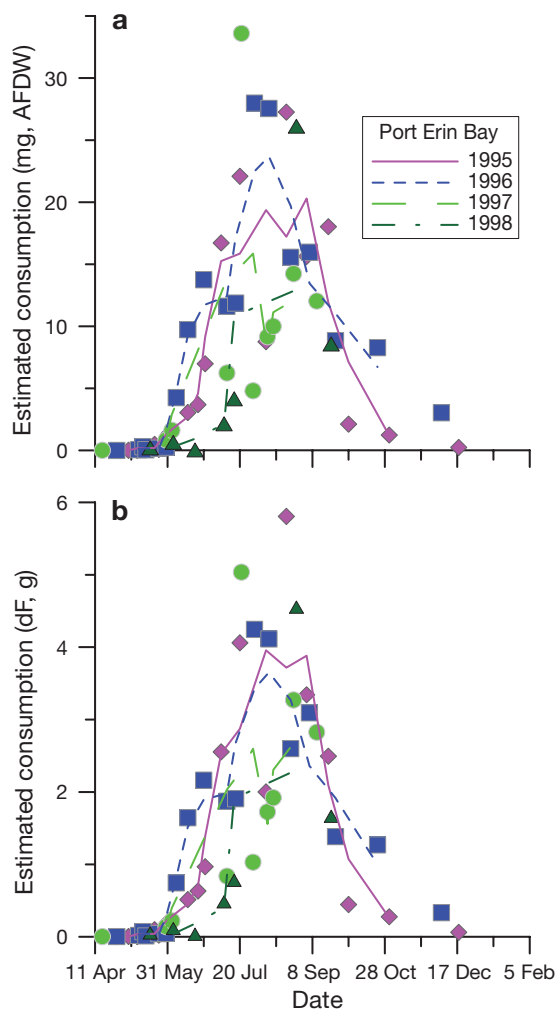 a
Estimated consumption (mg, AFDW)
30
20
10
0
Port Erin Bay
1995
1996
1997
1998
b
Estimated consumption (dF, g)
6
4
2
0
11 Apr 31 May 20 Jul 8 Sep 28 Oct 17 Dec 5 Feb
Date